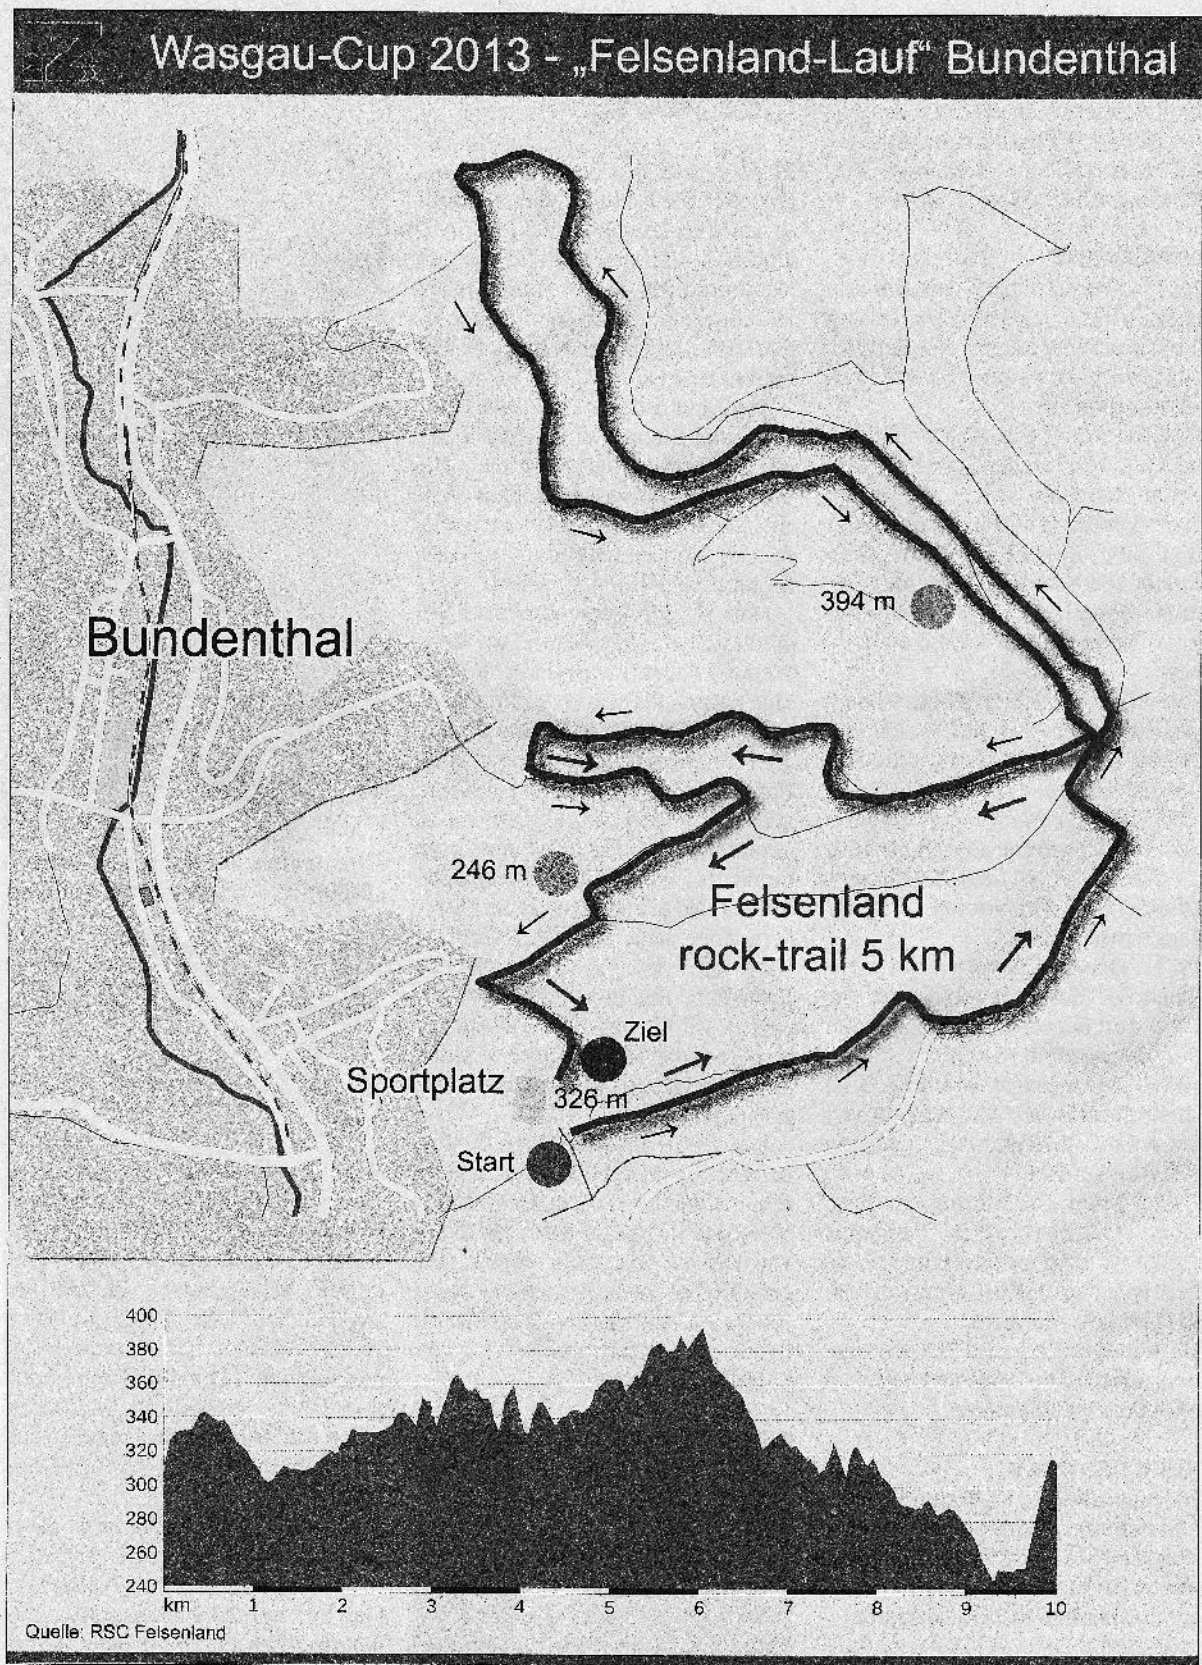 Wasgau-Cup 2013 - „Felsenland-Lauf“ Bundenthal
394 m
Bundenthal
246 m
Felsenland
rock-trail 5 km
Ziel
Sportplatz
326 m
Start
400
380
360
340
320
300
280
260
240
km 1 2 3 4 5 6 7 8 9 10
Quelle: RSC Felsenland